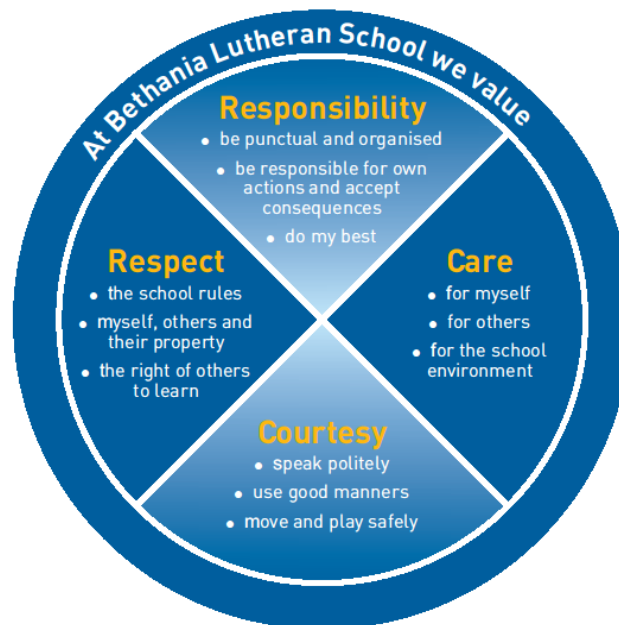 At Bethania Lutheran School we value
Responsibility
• be punctual and organised
• be responsible for own
actions and accept
consequences
• do my best
Respect
• the school rules
• myself, others and
their property
• the right of others
to learn
Care
• for myself
• for others
• for the school
environment
Courtesy
• speak politely
• use good manners
• move and play safely